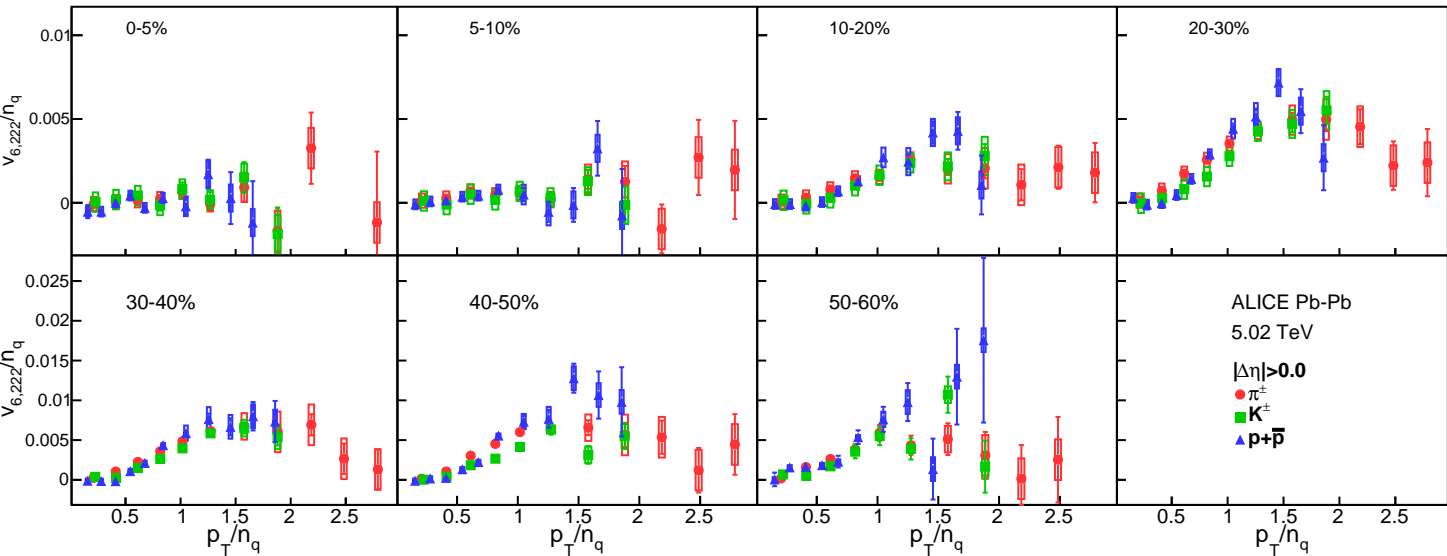 0-5%
5-10%
10-20%
20-30%
0.01
0.005
0
v6,222/nq
30-40%
40-50%
50-60%
ALICE Pb-Pb
5.02 TeV
|Δη|>0.0
π±
K±
p+p̅
0.025
0.02
0.015
0.01
0.005
0
v6,222/nq
0.5 1 1.5 2 2.5
0.5 1 1.5 2 2.5
0.5 1 1.5 2 2.5
0.5 1 1.5 2 2.5
pT/nq
pT/nq
pT/nq
pT/nq